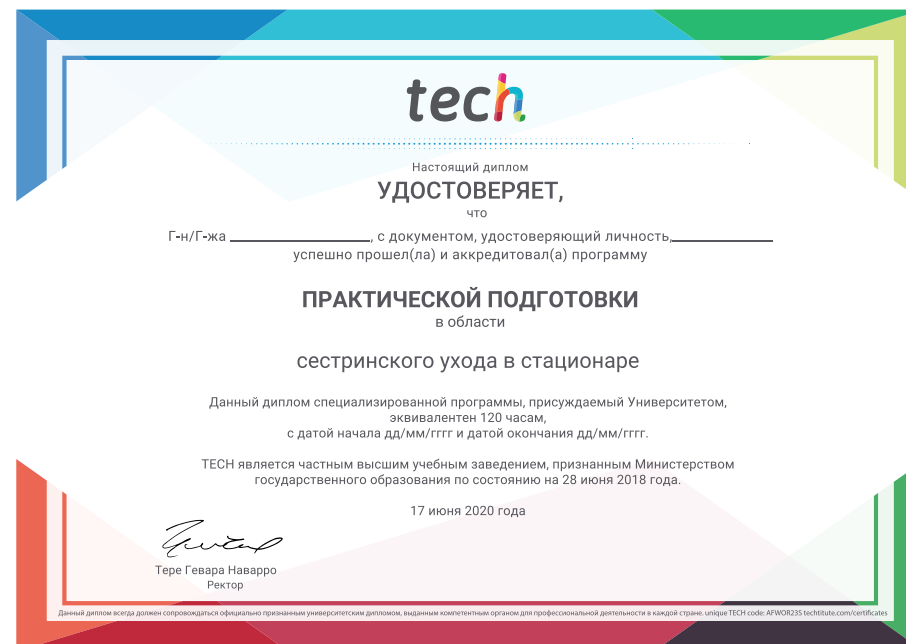 tech
Настоящий диплом
УДОСТОВЕРЯЕТ,
что
Г-н/Г-жа ____________, с документом, удостоверяющий личность,____________
успешно прошел(ла) и аккредитовал(а) программу
ПРАКТИЧЕСКОЙ ПОДГОТОВКИ
в области
сестринского ухода в стационаре
Данный диплом специализированной программы, присуждаемый Университетом,
эквивалентен 120 часам,
с датой начала дд/мм/гггг и датой окончания дд/мм/гггг.
TECH является частным высшим учебным заведением, признанным Министерством
государственного образования по состоянию на 28 июня 2018 года.
17 июня 2020 года
Тере Гевара Наварро
Ректор
Данный диплом всегда должен сопровождаться официально признанным университетским дипломом, выданным компетентным органом для профессиональной деятельности в каждой стране. unique TECH code: AFWOR23S techtitute.com/certificates